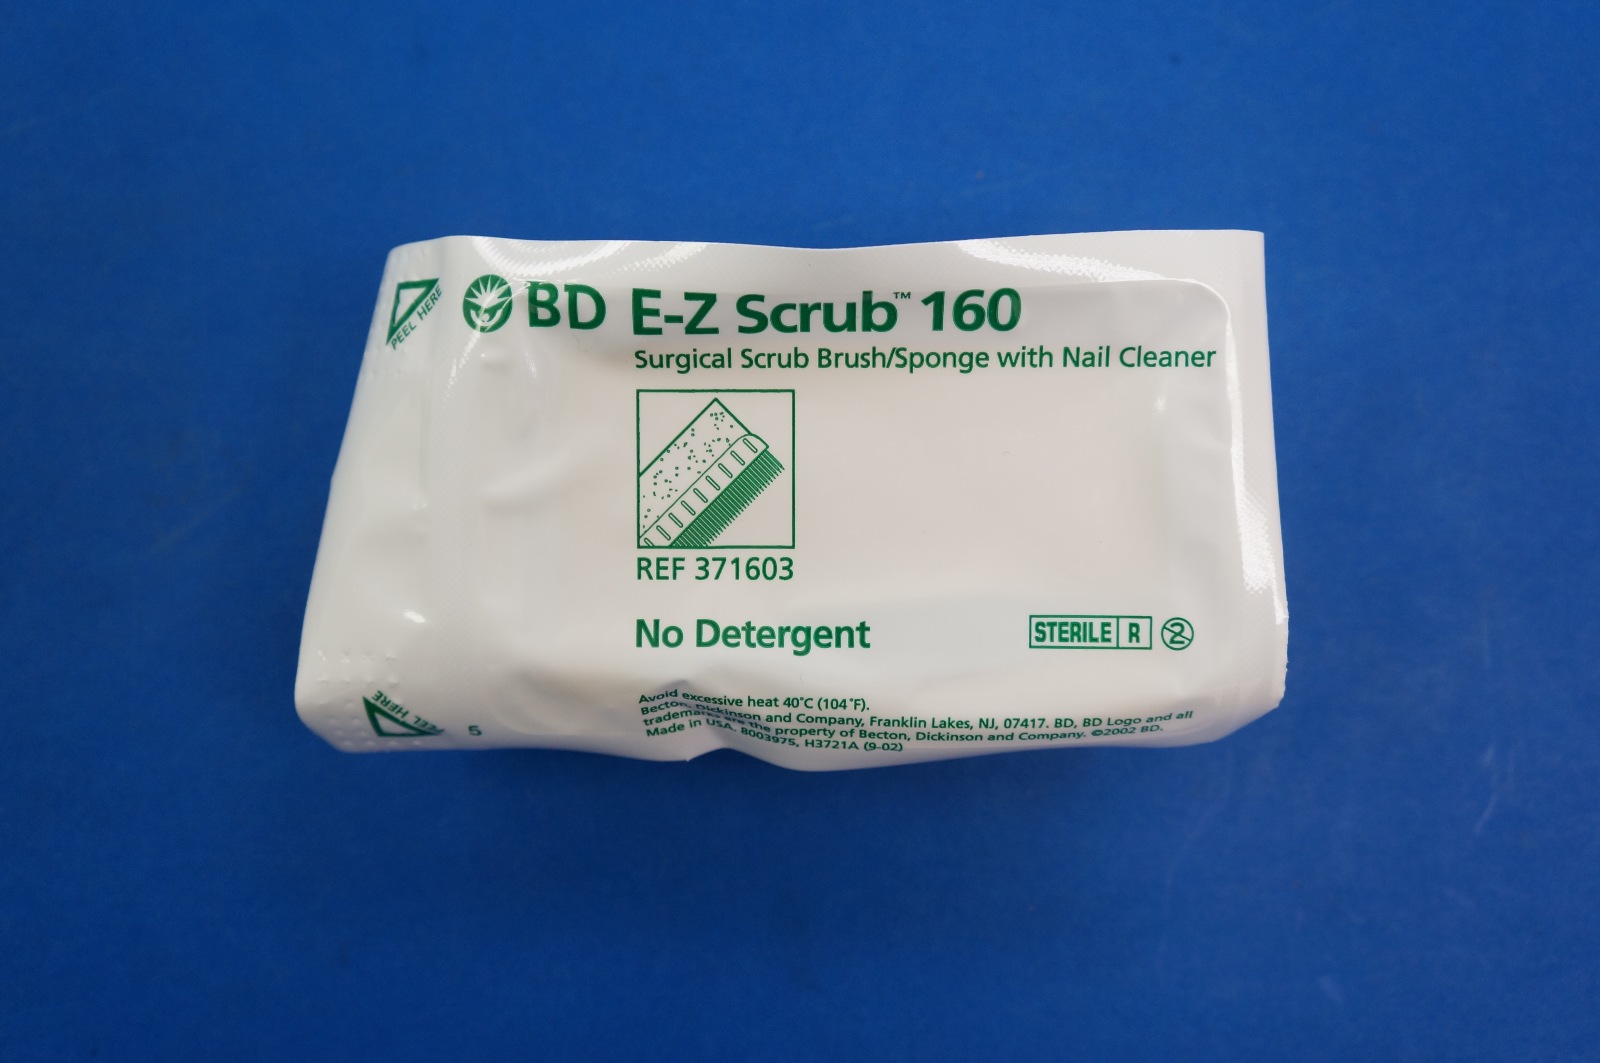 PEEL HERE
BD E-Z Scrub™ 160
Surgical Scrub Brush/Sponge with Nail Cleaner
REF 371603
No Detergent
STERILE R 2
Avoid excessive heat 40°C (104°F).
Becton, Dickinson and Company, Franklin Lakes, NJ, 07417. BD, BD Logo and all
trademarks are the property of Becton, Dickinson and Company. ©2002 BD.
Made in USA. 8003975, H3721A (9-02)
PEEL HERE
5